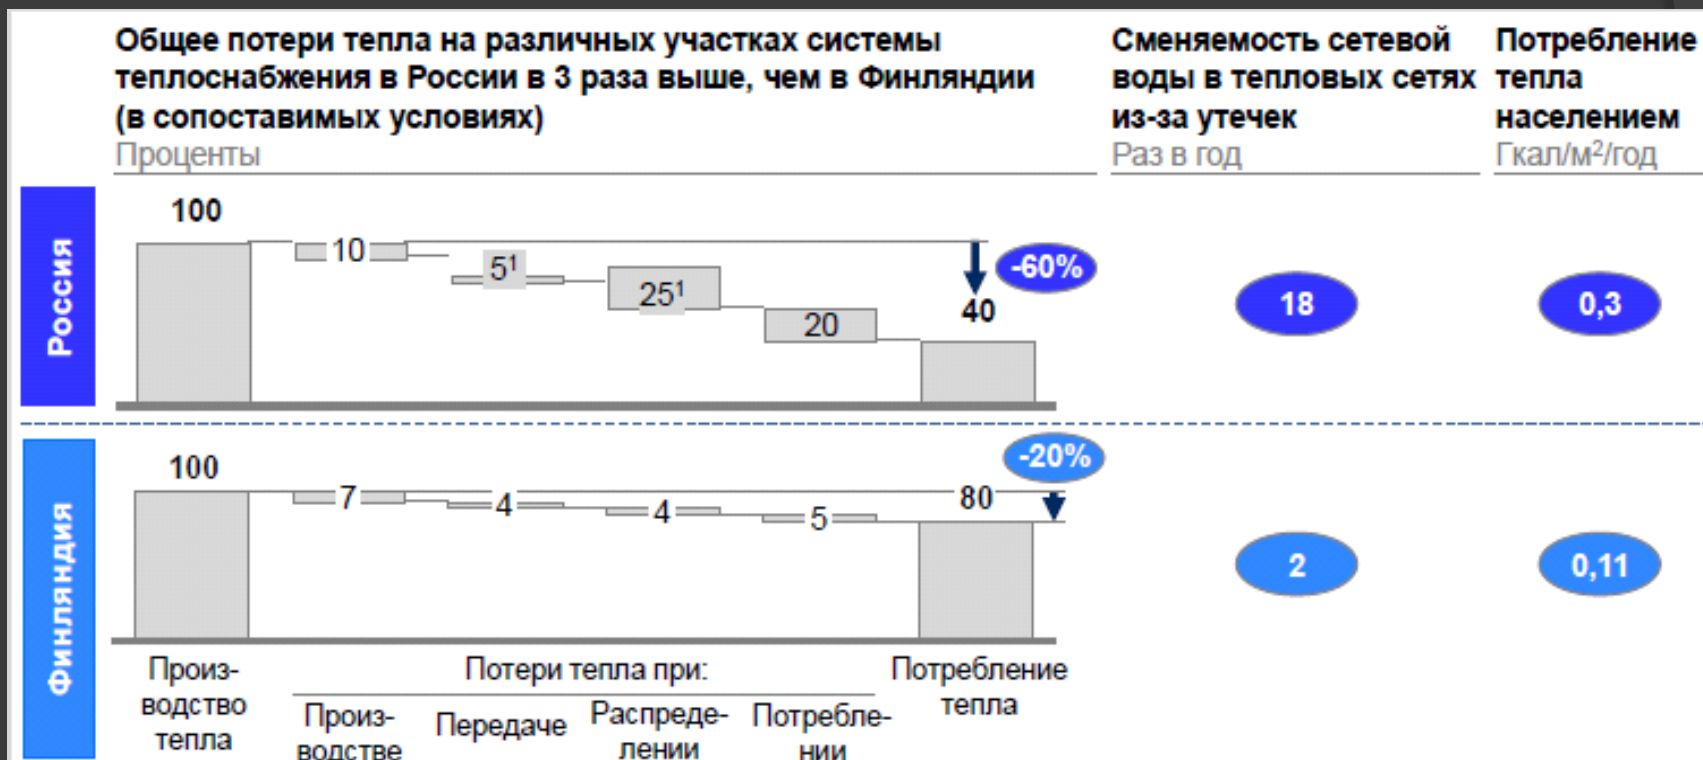 Общее потери тепла на различных участках системы
теплоснабжения в России в 3 раза выше, чем в Финляндии
(в сопоставимых условиях)
Проценты
Сменяемость сетевой
воды в тепловых сетях
из-за утечек
Раз в год
Потребление
тепла
населением
Гкал/м²/год
Россия
100
10
5¹
25¹
20
40
-60%
18
0,3
Финляндия
100
7
4
4
5
80
-20%
2
0,11
Произ-
водство
тепла
Потери тепла при:
Произ-
водстве
Передаче
Распреде-
лении
Потребле-
нии
Потребление
тепла